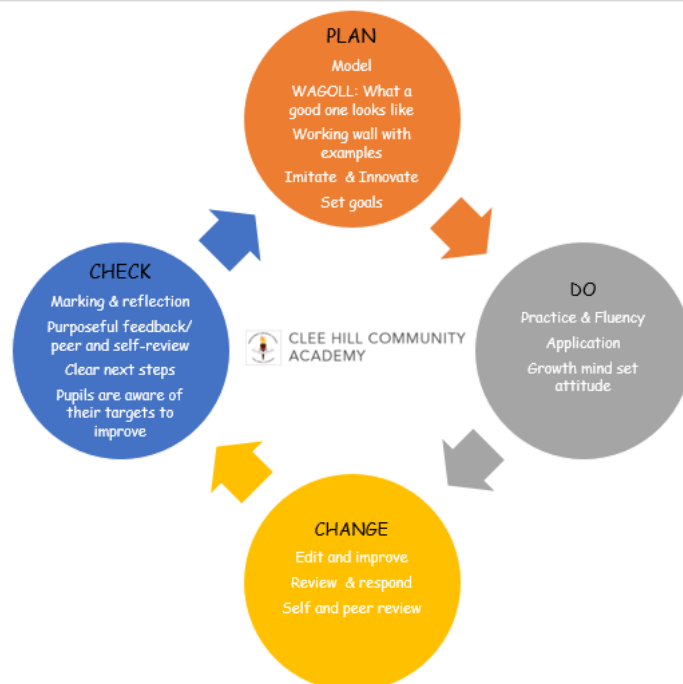 PLAN
Model
WAGOLL: What a
good one looks like
Working wall with
examples
Imitate & Innovate
Set goals
DO
Practice & Fluency
Application
Growth mind set
attitude
CHANGE
Edit and improve
Review & respond
Self and peer review
CHECK
Marking & reflection
Purposeful feedback/
peer and self-review
Clear next steps
Pupils are aware of
their targets to
improve
CLEE HILL COMMUNITY
ACADEMY